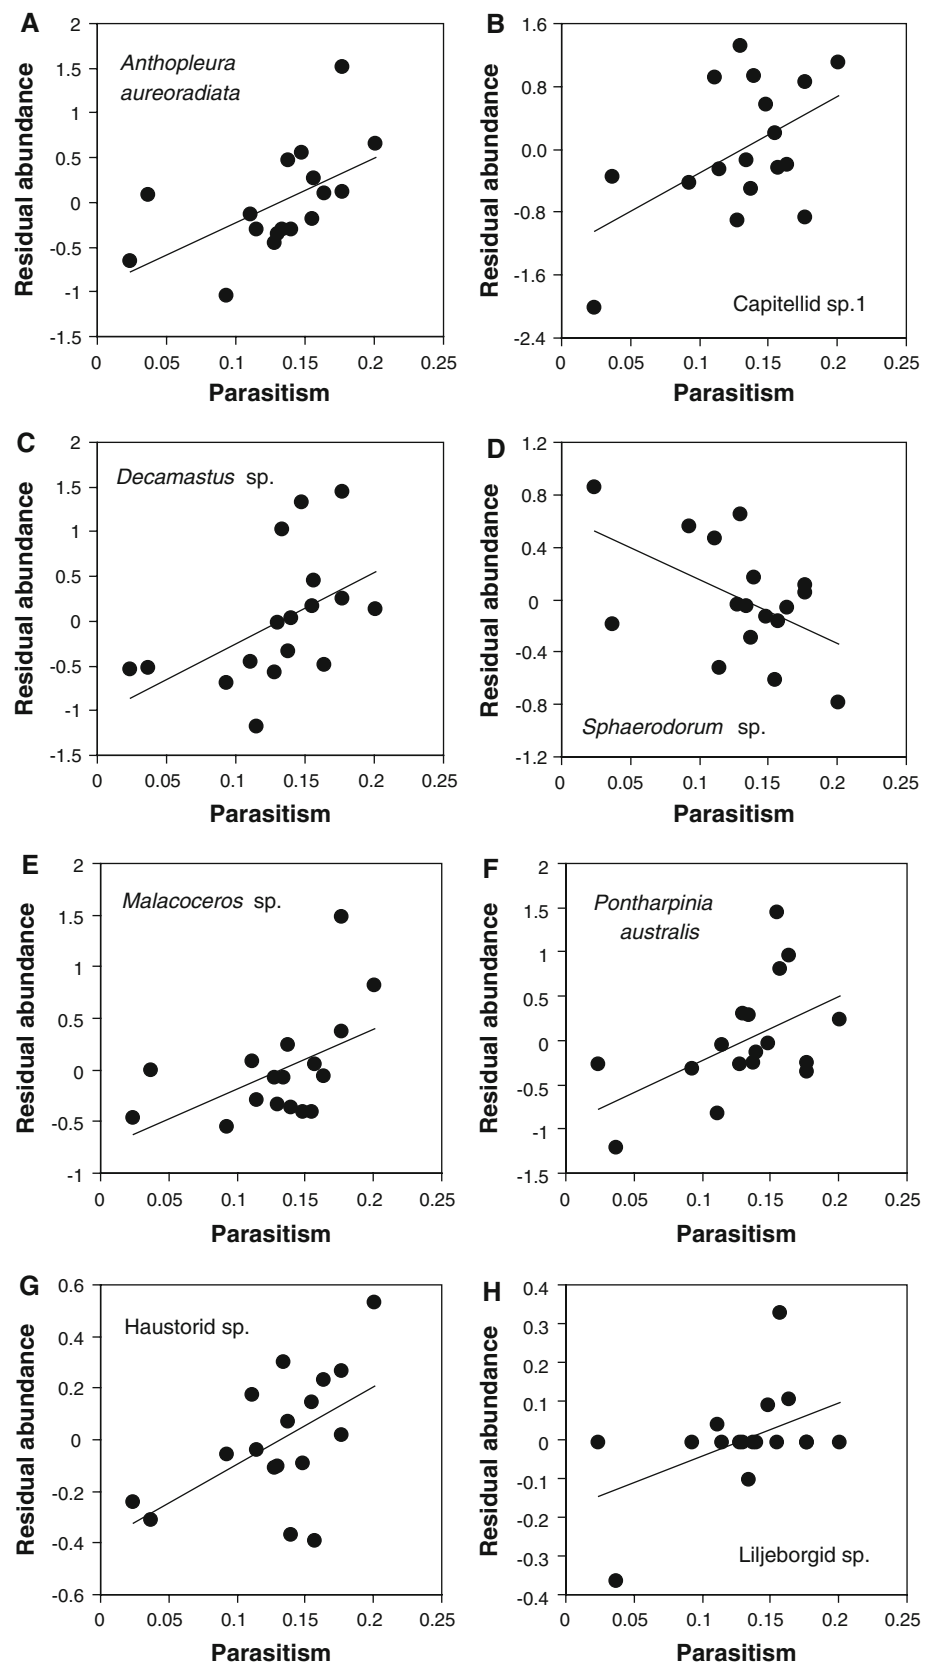 A
Anthopleura
aureoradiata
Residual abundance
2
1.5
1
0.5
0
-0.5
-1
-1.5
0 0.05 0.1 0.15 0.2 0.25
Parasitism
B
Residual abundance
1.6
0.8
0.0
-0.8
-1.6
-2.4
Capitellid sp.1
0 0.05 0.1 0.15 0.2 0.25
Parasitism
C
Decamastus sp.
Residual abundance
2
1.5
1
0.5
0
-0.5
-1
-1.5
0 0.05 0.1 0.15 0.2 0.25
Parasitism
D
Residual abundance
1.2
0.8
0.4
0
-0.4
-0.8
-1.2
Sphaerodorum sp.
0 0.05 0.1 0.15 0.2 0.25
Parasitism
E
Malacoceros sp.
Residual abundance
2
1.5
1
0.5
0
-0.5
-1
0 0.05 0.1 0.15 0.2 0.25
Parasitism
F
Pontharpinia
australis
Residual abundance
2
1.5
1
0.5
0
-0.5
-1
-1.5
0 0.05 0.1 0.15 0.2 0.25
Parasitism
G
Haustorid sp.
Residual abundance
0.6
0.4
0.2
0
-0.2
-0.4
-0.6
0 0.05 0.1 0.15 0.2 0.25
Parasitism
H
Residual abundance
0.4
0.3
0.2
0.1
0
-0.1
-0.2
-0.3
-0.4
Liljeborgid sp.
0 0.05 0.1 0.15 0.2 0.25
Parasitism